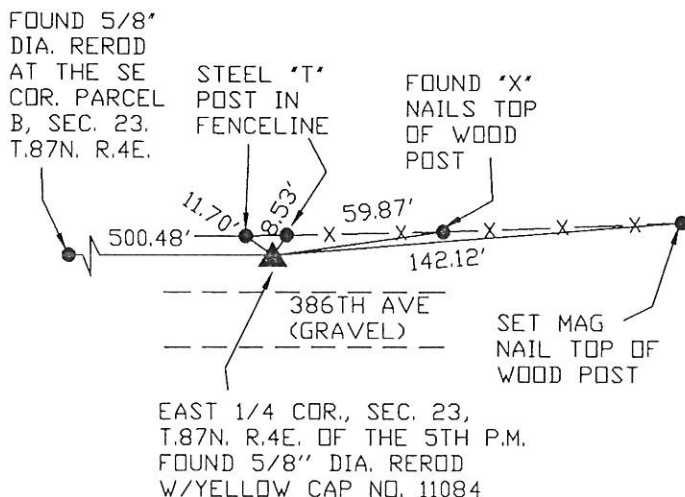 FOUND 5/8"
DIA. REROD
AT THE SE
COR. PARCEL
B, SEC. 23.
T.87N. R.4E.
STEEL "T"
POST IN
FENCELINE
FOUND "X"
NAILS TOP
OF WOOD
POST
500.48'
11.70'
8.53'
X
59.87'
X
X
X
X
142.12'
386TH AVE
(GRAVEL)
SET MAG
NAIL TOP OF
WOOD POST
EAST 1/4 COR., SEC. 23,
T.87N. R.4E. OF THE 5TH P.M.
FOUND 5/8" DIA. REROD
W/YELLOW CAP NO. 11084